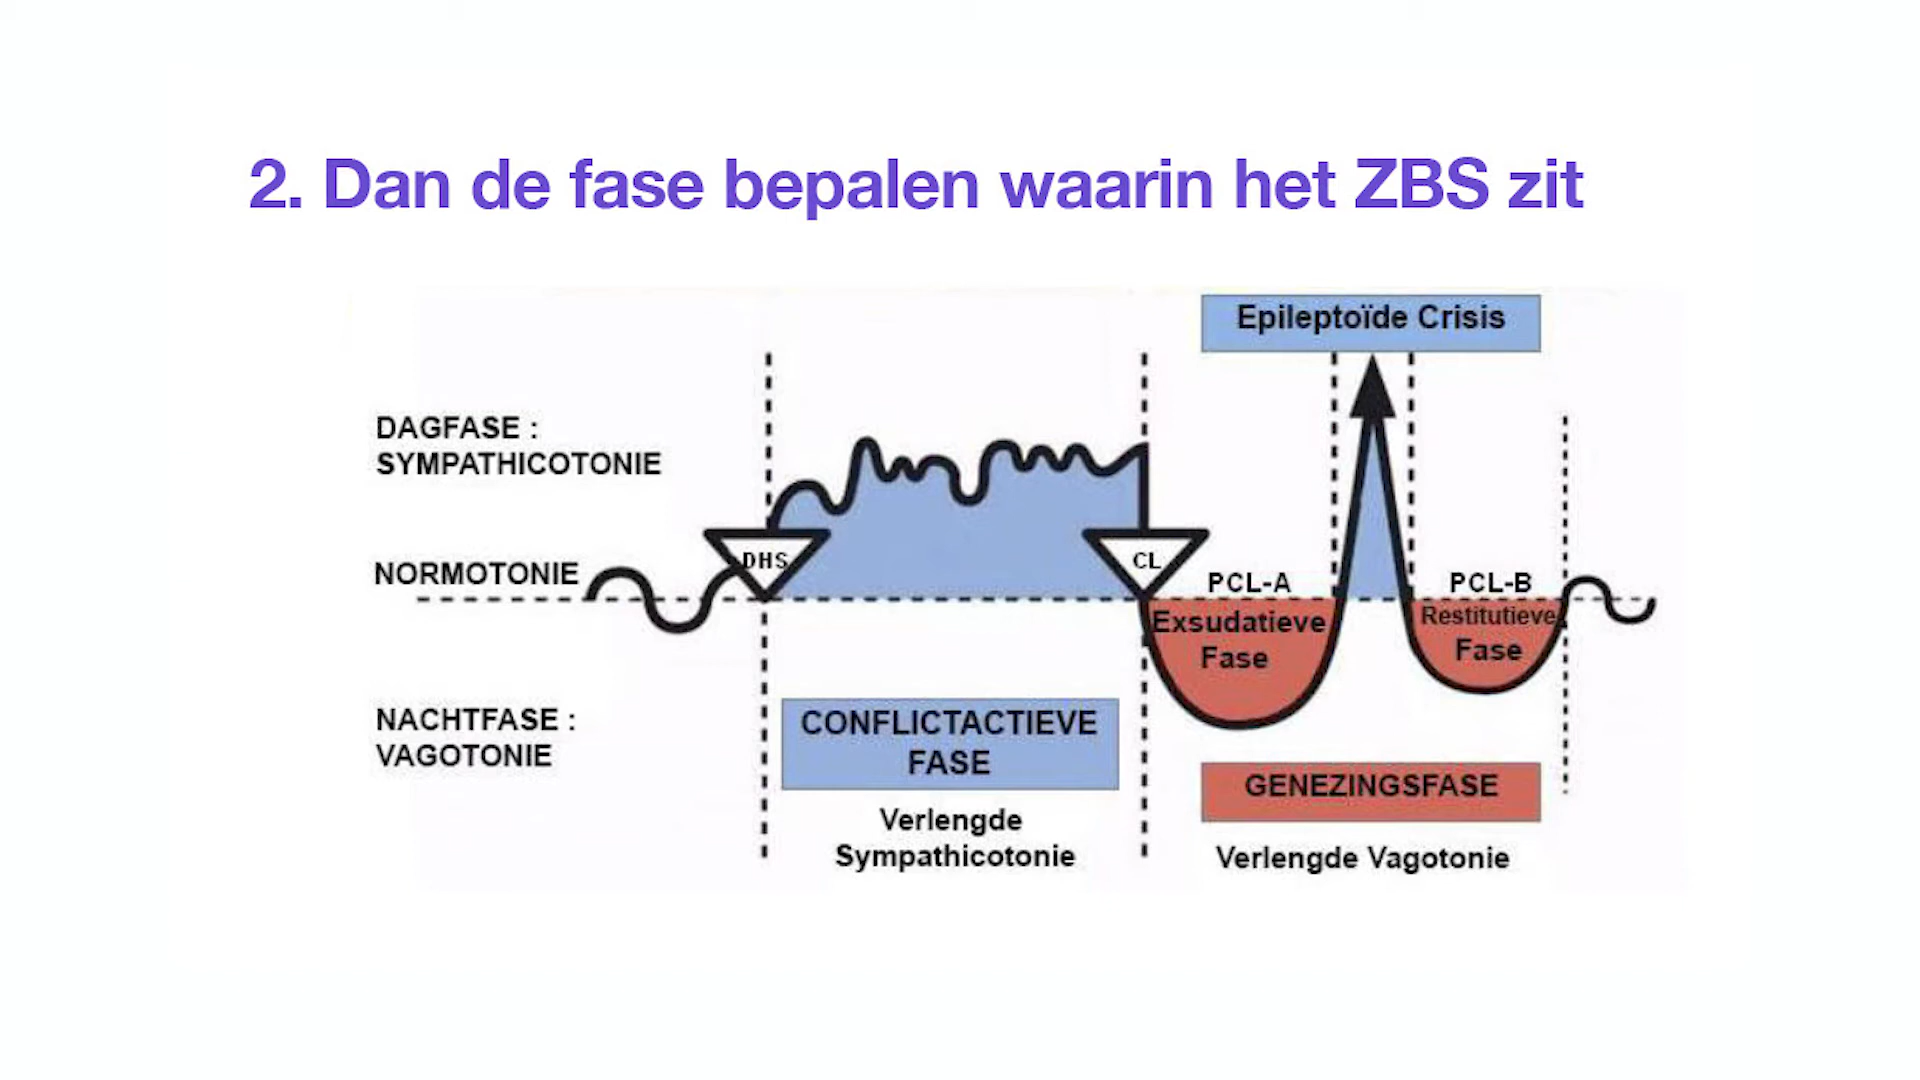 2. Dan de fase bepalen waarin het ZBS zit
Epileptoïde Crisis
DAGFASE :
SYMPATHICOTONIE
DHS
CL
NORMOTONIE
PCL-A
PCL-B
Exsudatieve
Fase
Restitutieve
Fase
NACHTFASE :
VAGOTONIE
CONFLICTACTIEVE
FASE
GENEZINGSFASE
Verlengde
Sympathicotonie
Verlengde Vagotonie